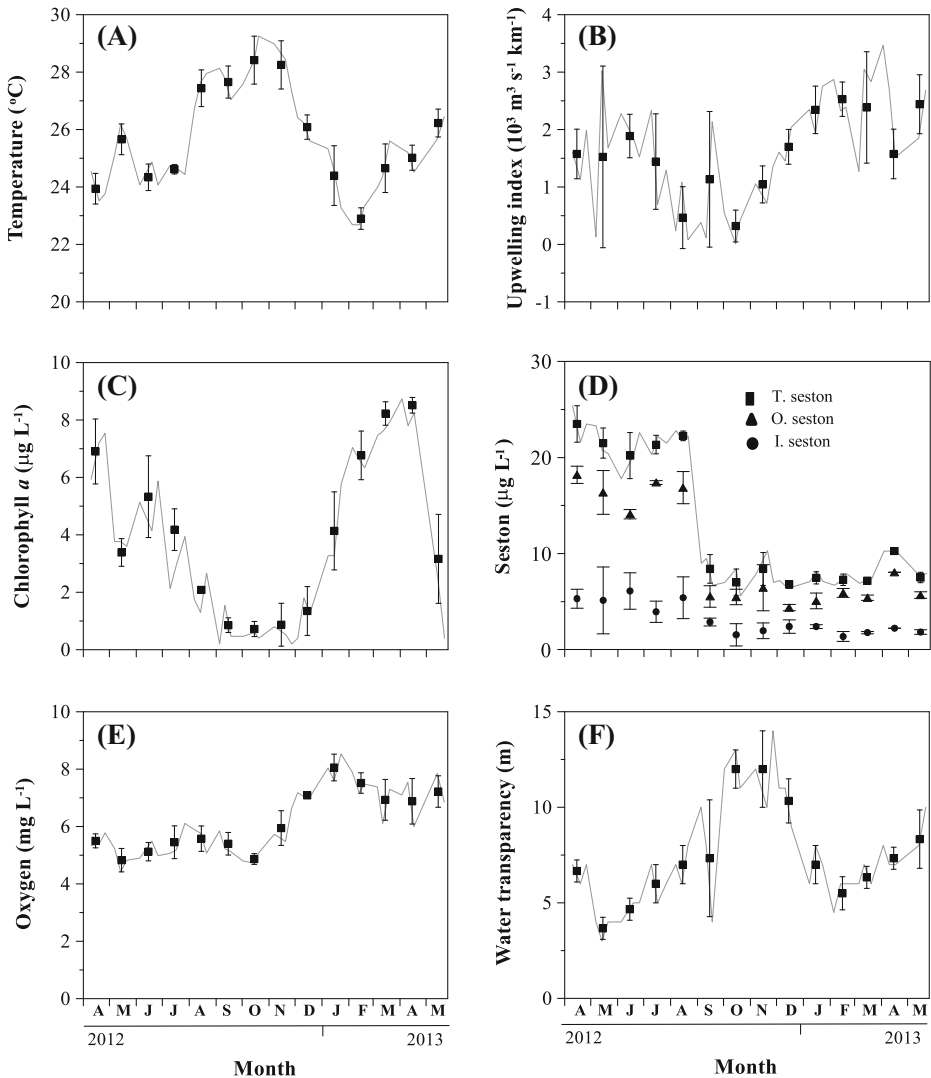 (A)
Temperature (°C)
30
28
26
24
22
20
(B)
Upwelling index (10³ m³ s⁻¹ km⁻¹)
4
3
2
1
0
-1
(C)
Chlorophyll a (µg L⁻¹)
10
8
6
4
2
0
(D)
Seston (µg L⁻¹)
30
20
10
0
T. seston
O. seston
I. seston
(E)
Oxygen (mg L⁻¹)
10
8
6
4
2
0
A M J J A S O N D J F M A M
2012 2013
Month
(F)
Water transparency (m)
15
10
5
0
A M J J A S O N D J F M A M
2012 2013
Month